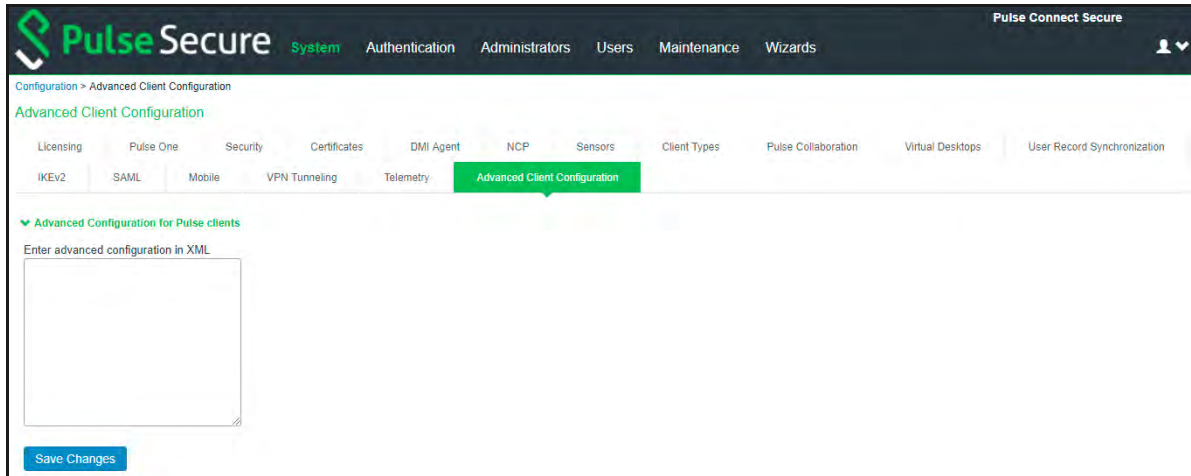 Pulse Connect Secure
Pulse Secure System Authentication Administrators Users Maintenance Wizards
Configuration > Advanced Client Configuration
Advanced Client Configuration
Licensing Pulse One Security Certificates DMI Agent NCP Sensors Client Types Pulse Collaboration Virtual Desktops User Record Synchronization
IKEv2 SAML Mobile VPN Tunneling Telemetry Advanced Client Configuration
Advanced Configuration for Pulse clients
Enter advanced configuration in XML
Save Changes